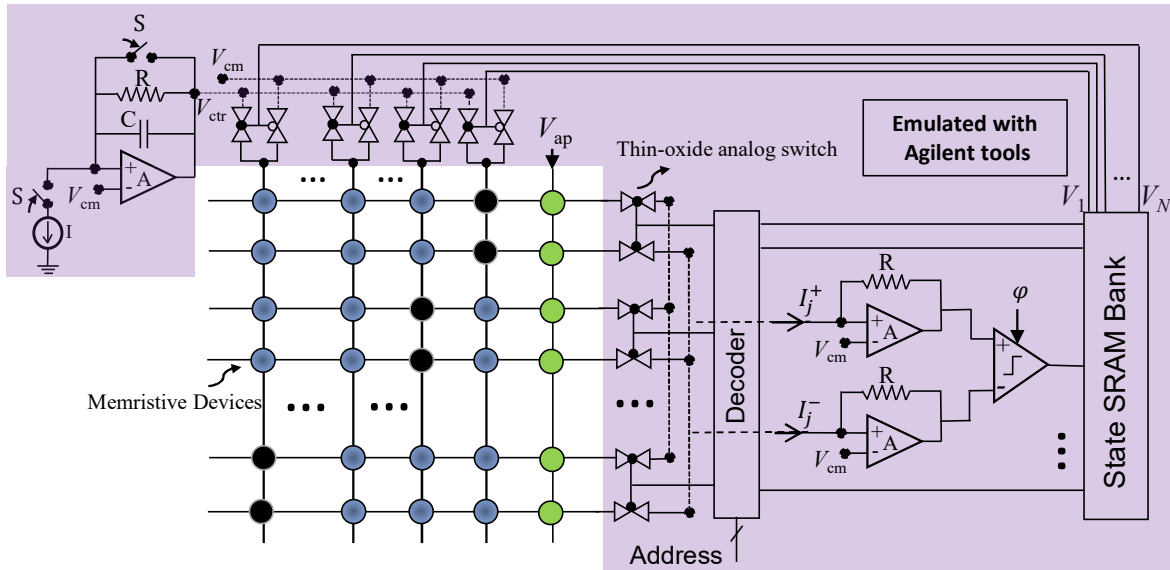 S
R
V_cm
V_ctr
C
V_ap
Thin-oxide analog switch
Emulated with
Agilent tools
A
+
-
S
V_cm
I
... ...
...
V_1
V_N
R
φ
I_j^+
+
A
-
V_cm
+
-
R
Memristive Devices
... ...
...
I_j^-
+
A
-
V_cm
Decoder
State SRAM Bank
Address